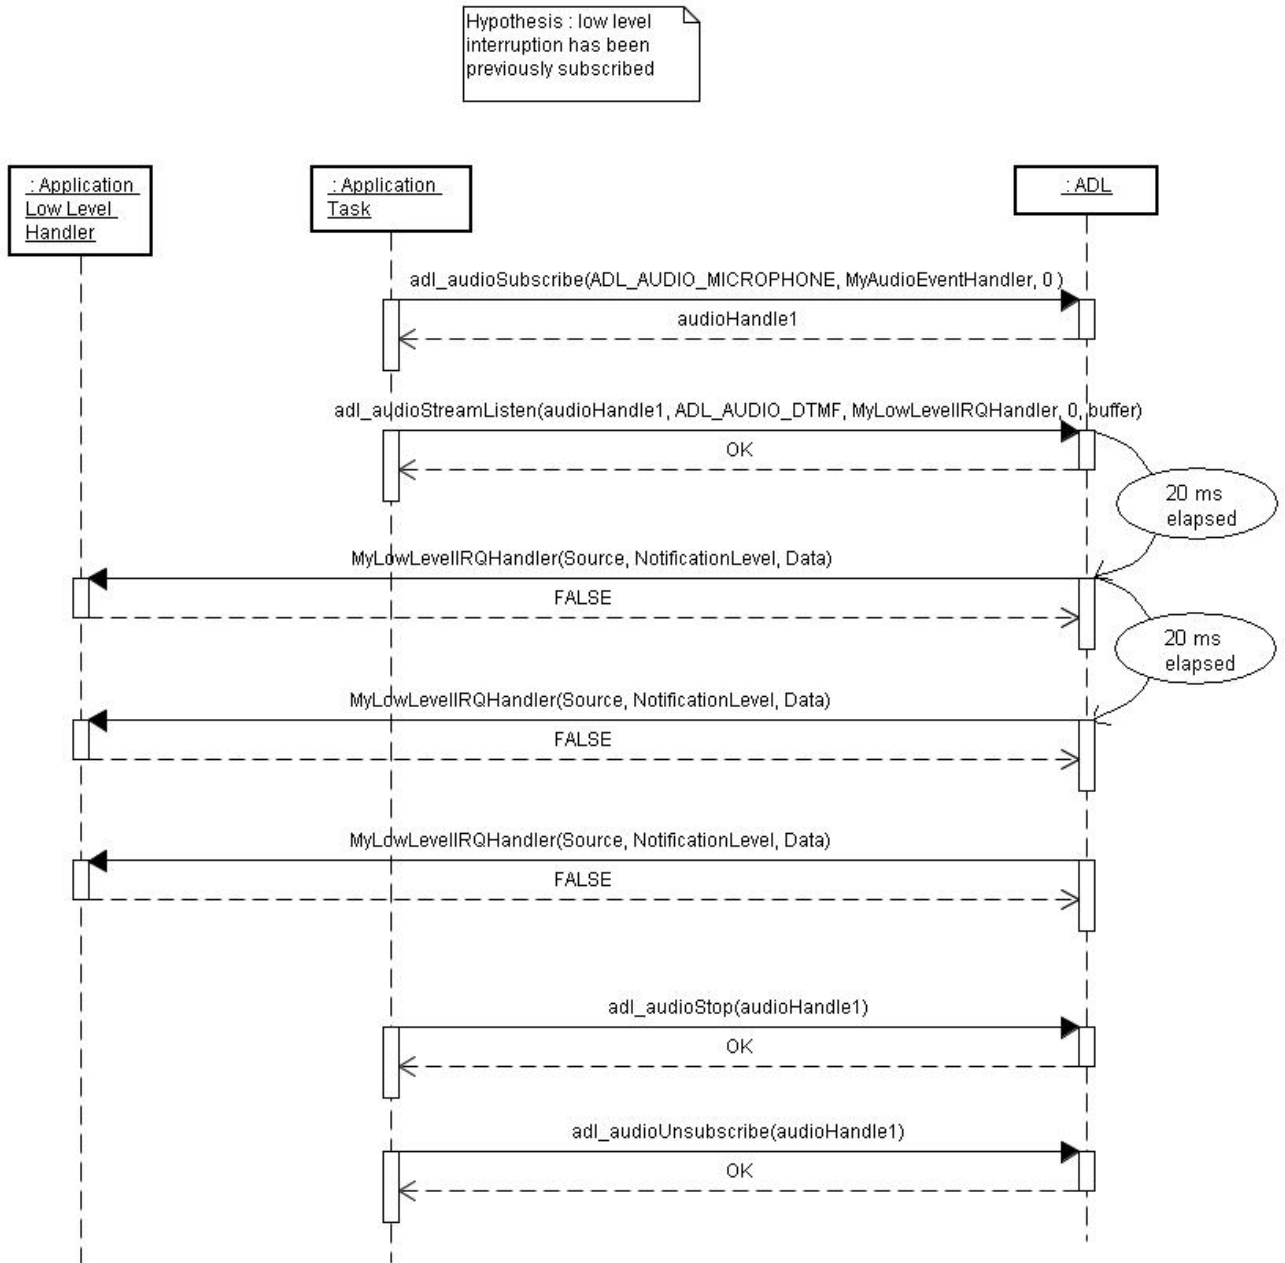 Hypothesis : low level
interruption has been
previously subscribed
: Application
Low Level
Handler
: Application
Task
: ADL
adl_audioSubscribe(ADL_AUDIO_MICROPHONE, MyAudioEventHandler, 0 )
audioHandle1
adl_audioStreamListen(audioHandle1, ADL_AUDIO_DTMF, MyLowLevelIRQHandler, 0, buffer)
OK
20 ms
elapsed
MyLowLevelIRQHandler(Source, NotificationLevel, Data)
FALSE
20 ms
elapsed
MyLowLevelIRQHandler(Source, NotificationLevel, Data)
FALSE
MyLowLevelIRQHandler(Source, NotificationLevel, Data)
FALSE
adl_audioStop(audioHandle1)
OK
adl_audioUnsubscribe(audioHandle1)
OK